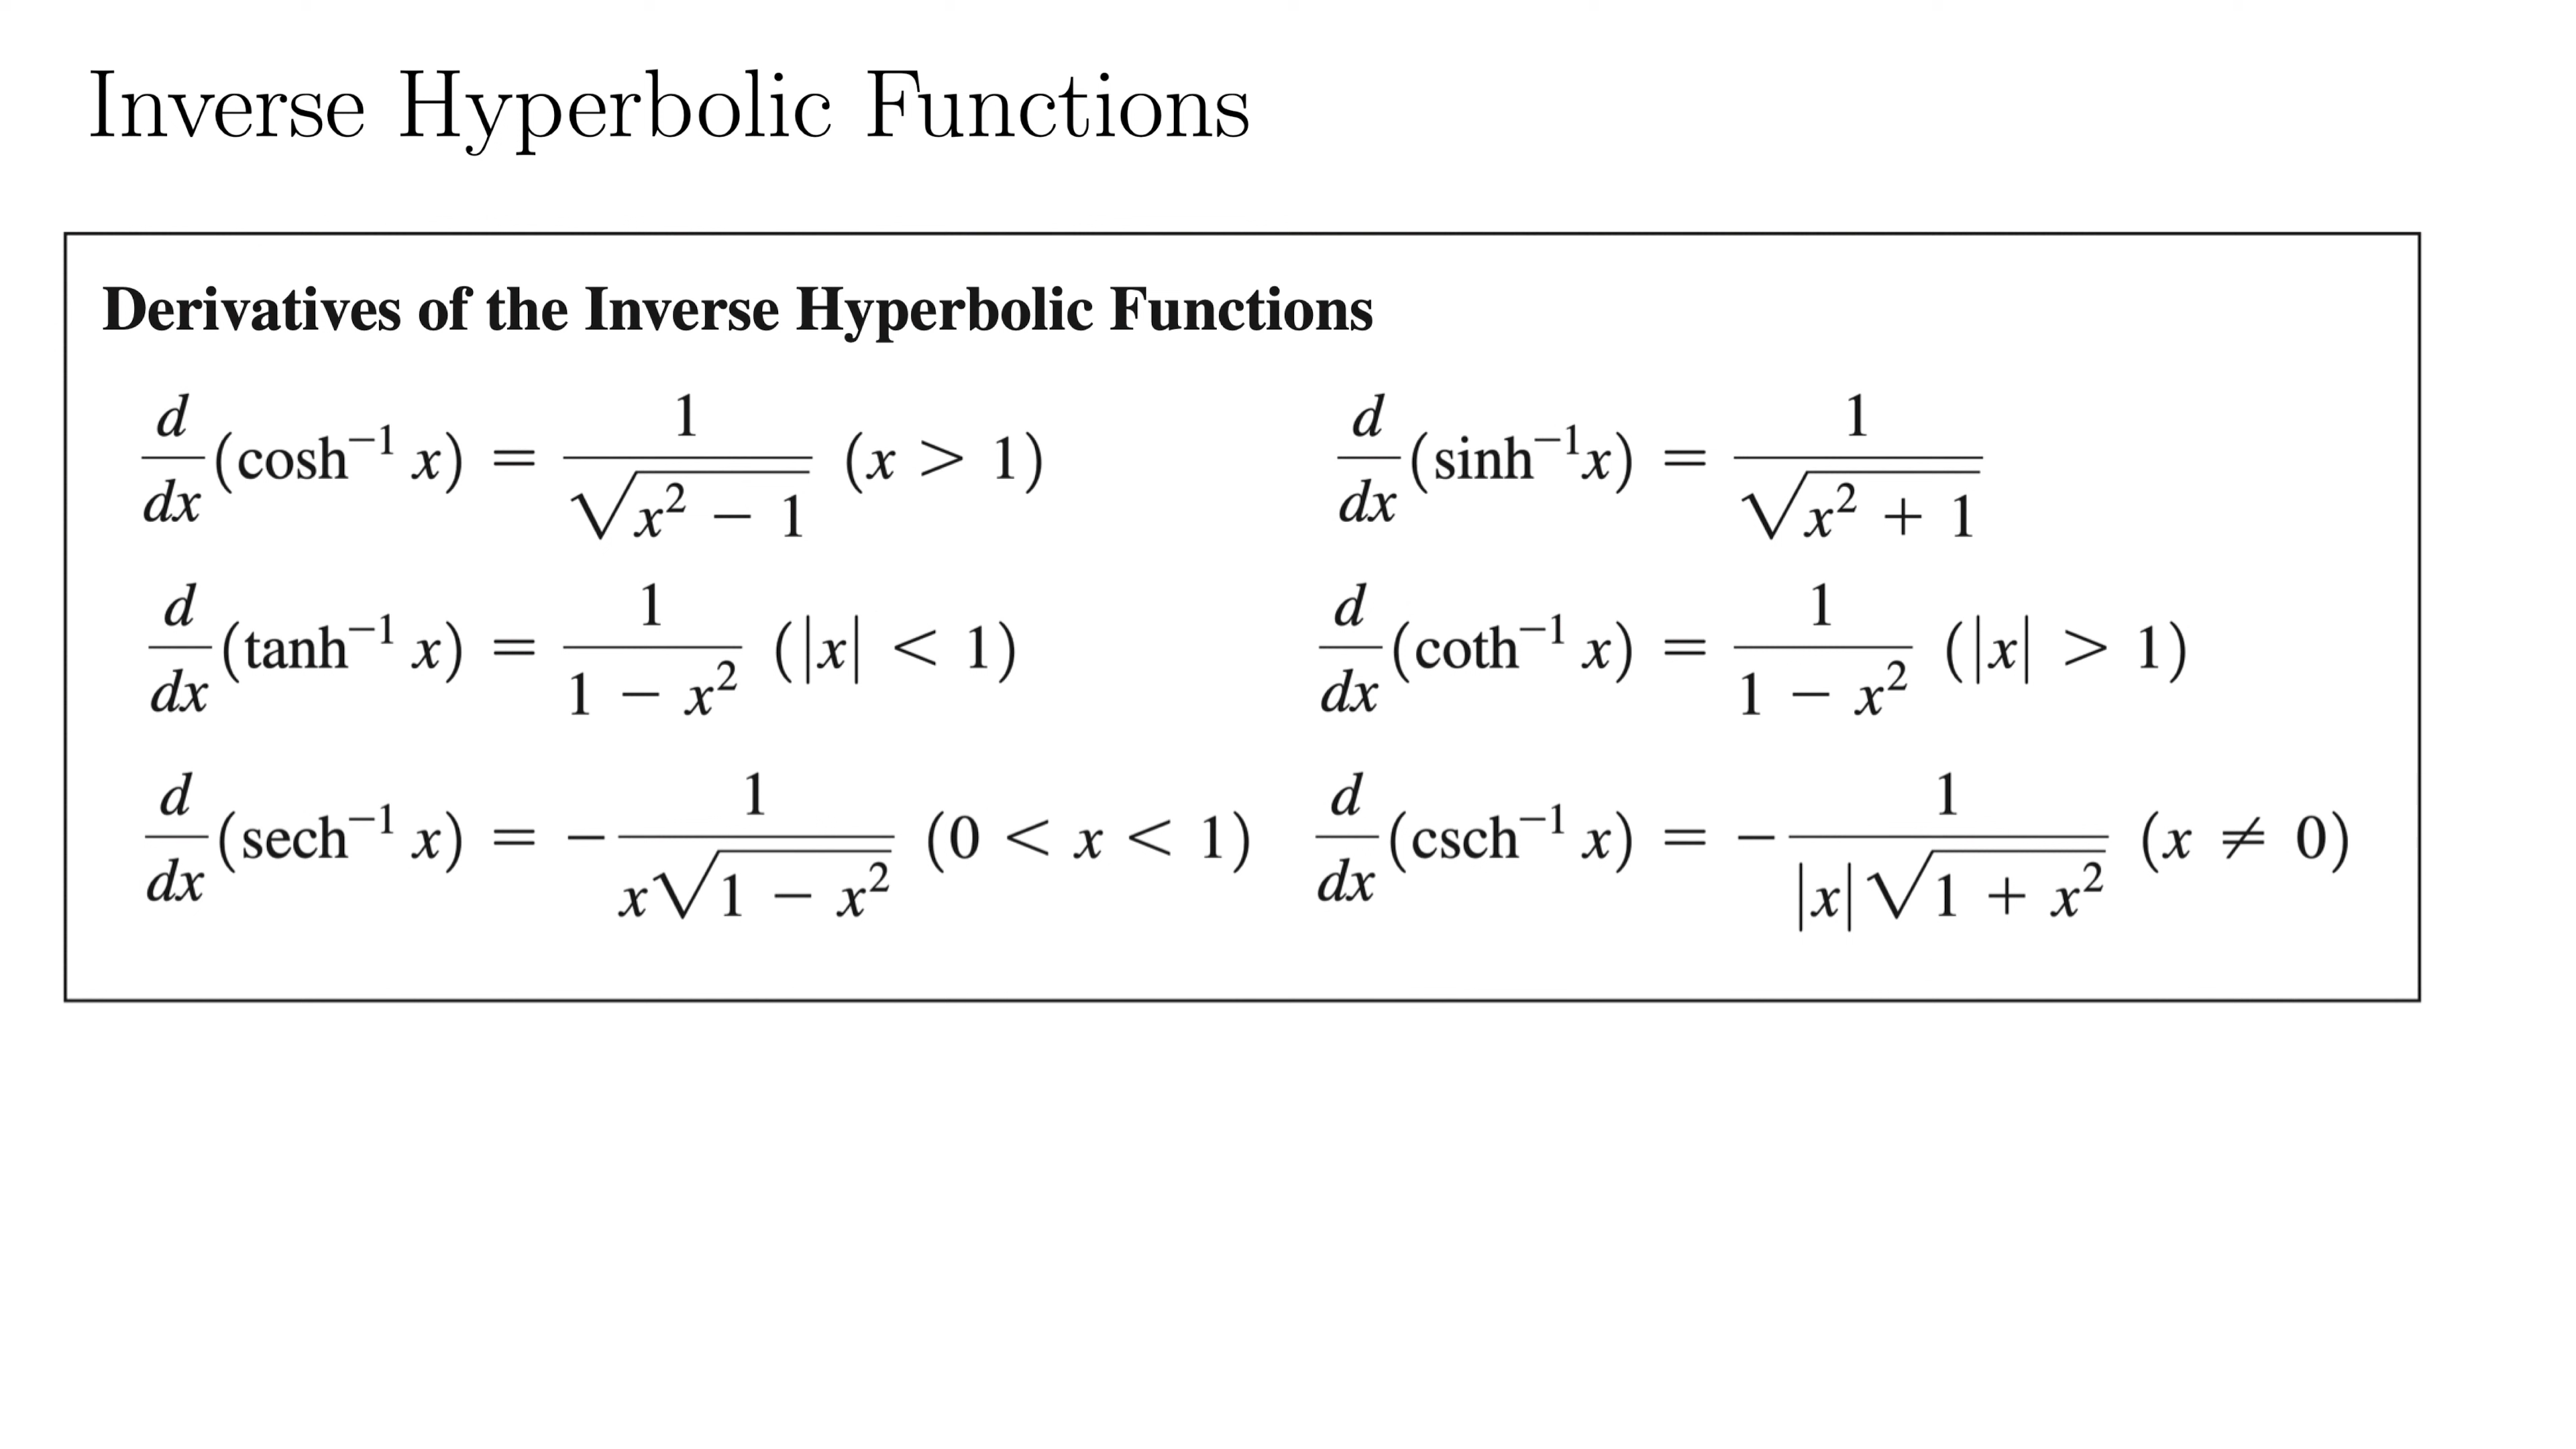 Inverse Hyperbolic Functions
Derivatives of the Inverse Hyperbolic Functions
d/dx (cosh⁻¹ x) = 1/√(x² − 1) (x > 1)
d/dx (sinh⁻¹x) = 1/√(x² + 1)
d/dx (tanh⁻¹ x) = 1/(1 − x²) (|x| < 1)
d/dx (coth⁻¹ x) = 1/(1 − x²) (|x| > 1)
d/dx (sech⁻¹ x) = − 1/(x√(1 − x²)) (0 < x < 1)
d/dx (csch⁻¹ x) = − 1/(|x|√(1 + x²)) (x ≠ 0)